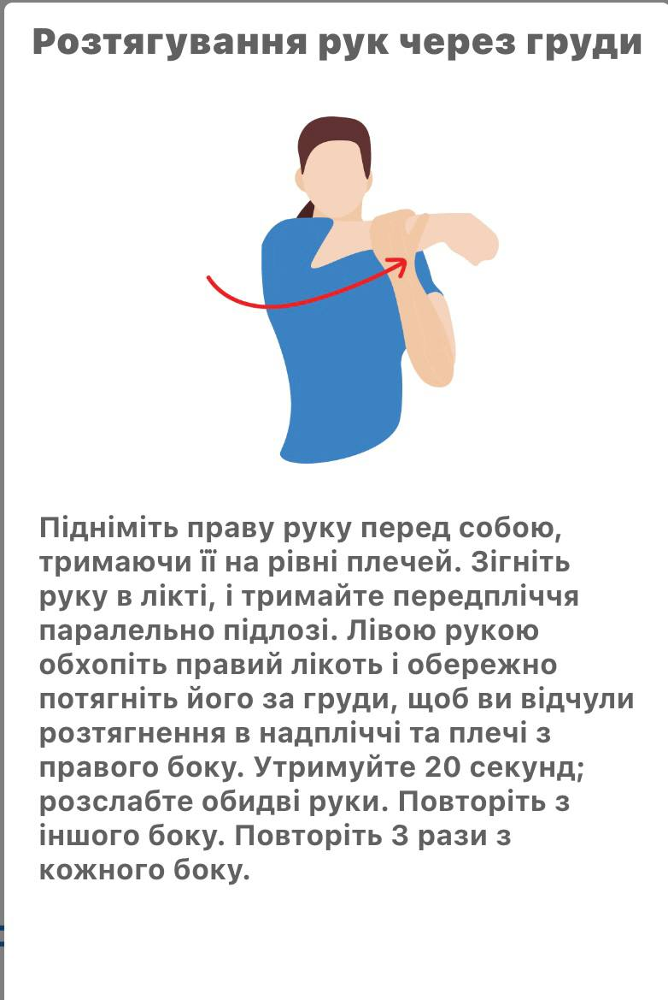 Розтягування рук через груди
Підніміть праву руку перед собою,
тримаючи її на рівні плечей. Зігніть
руку в лікті, і тримайте передпліччя
паралельно підлозі. Лівою рукою
обхопіть правий лікоть і обережно
потягніть його за груди, щоб ви відчули
розтягнення в надпліччі та плечі з
правого боку. Утримуйте 20 секунд;
розслабте обидві руки. Повторіть з
іншого боку. Повторіть 3 рази з
кожного боку.